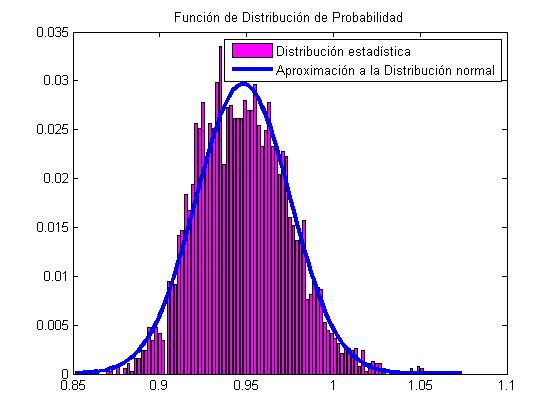 Función de Distribución de Probabilidad
0.035
0.03
0.025
0.02
0.015
0.01
0.005
0
Distribución estadística
Aproximación a la Distribución normal
0.85 0.9 0.95 1 1.05 1.1